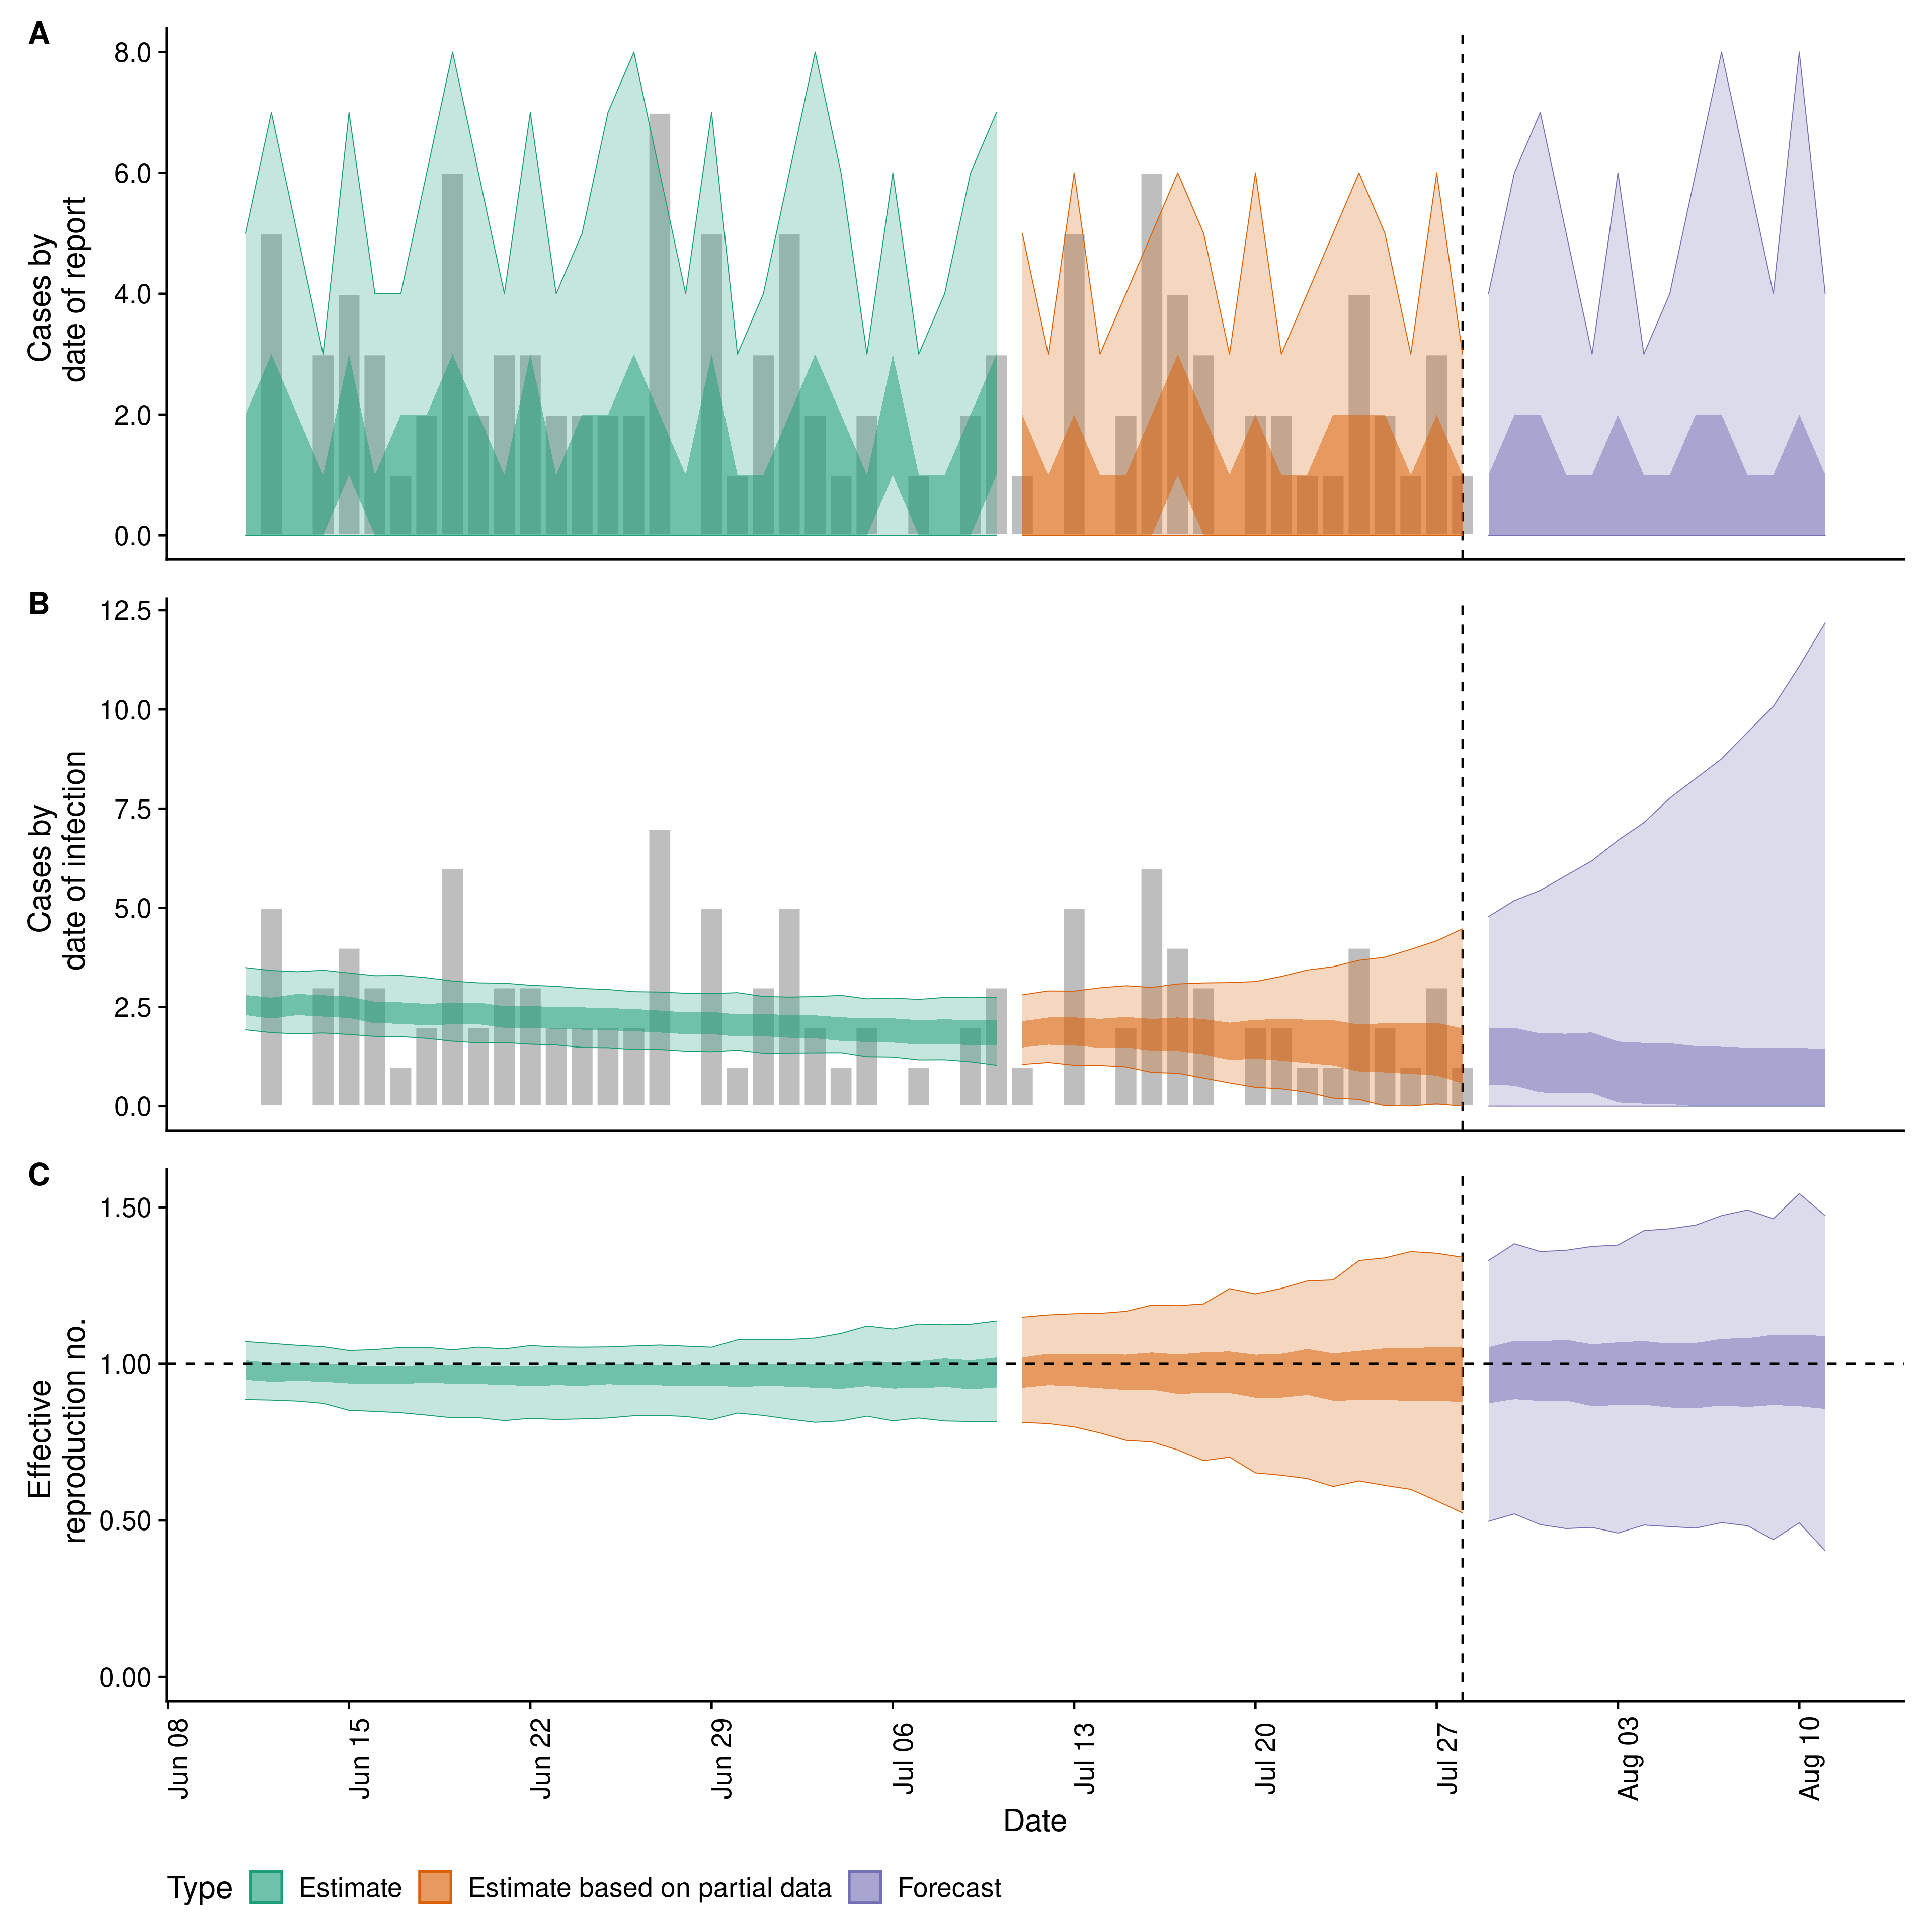 A
8.0
6.0
4.0
2.0
0.0
Cases by
date of report
B
12.5
10.0
7.5
5.0
2.5
0.0
Cases by
date of infection
C
1.50
1.00
0.50
0.00
Effective
reproduction no.
Jun 08
Jun 15
Jun 22
Jun 29
Jul 06
Jul 13
Jul 20
Jul 27
Aug 03
Aug 10
Date
Type Estimate Estimate based on partial data Forecast